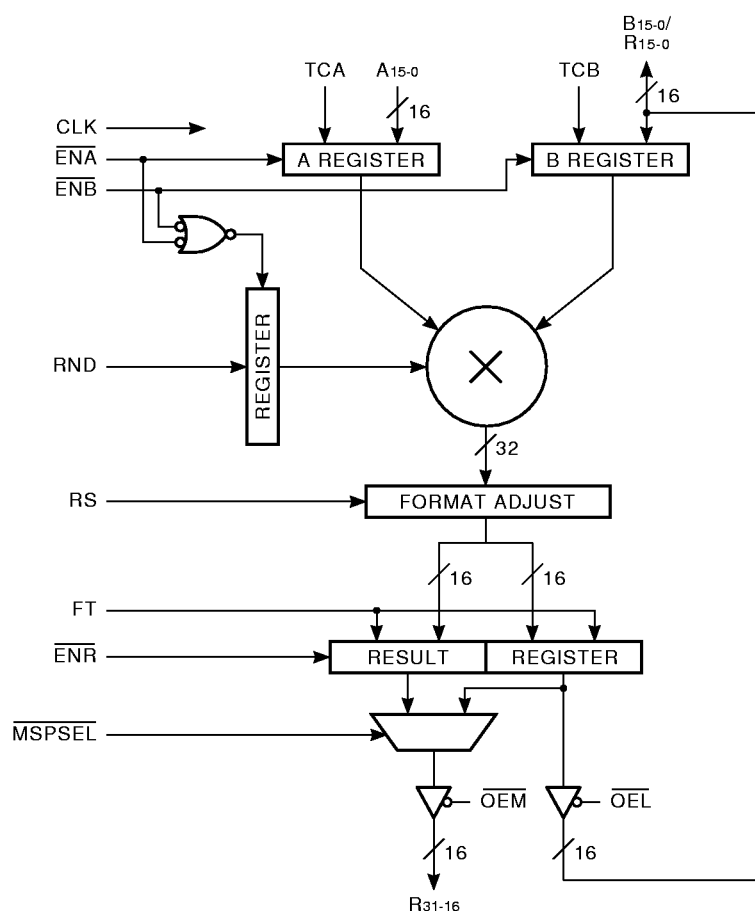 B15-0/
R15-0
TCA
A15-0
TCB
16
16
CLK
ENA
A REGISTER
B REGISTER
ENB
REGISTER
RND
32
RS
FORMAT ADJUST
16
16
FT
ENR
RESULT
REGISTER
MSPSEL
OEM
OEL
16
16
R31-16